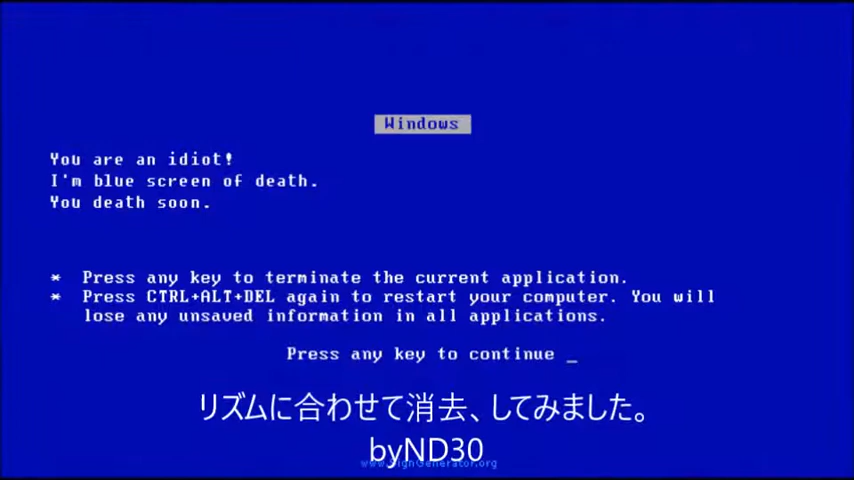 Windows
You are an idiot!
I'm blue screen of death.
You death soon.
* Press any key to terminate the current application.
* Press CTRL+ALT+DEL again to restart your computer. You will
lose any unsaved information in all applications.
Press any key to continue _
リズムに合わせて消去、してみました。
byND30
www.SignGenerator.org